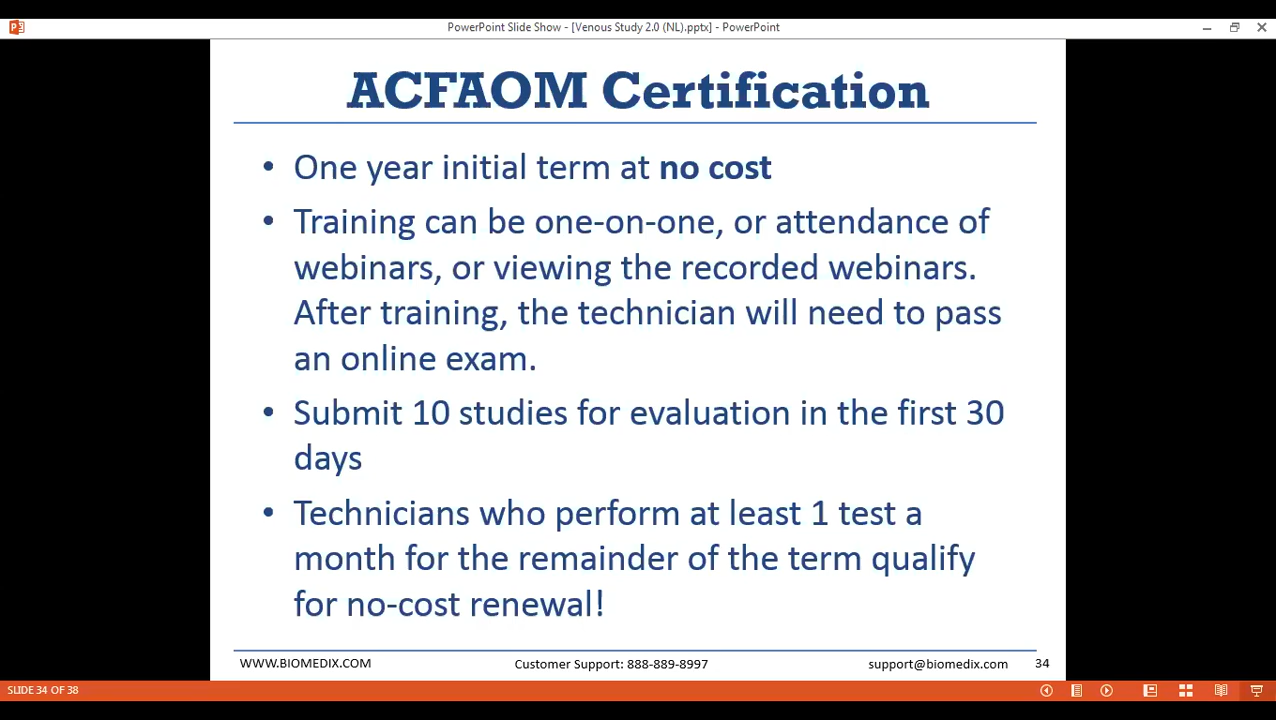 PowerPoint Slide Show - [Venous Study 2.0 (NL).pptx] - PowerPoint
ACFAOM Certification
• One year initial term at no cost
• Training can be one-on-one, or attendance of
webinars, or viewing the recorded webinars.
After training, the technician will need to pass
an online exam.
• Submit 10 studies for evaluation in the first 30
days
• Technicians who perform at least 1 test a
month for the remainder of the term qualify
for no-cost renewal!
WWW.BIOMEDIX.COM Customer Support: 888-889-8997 support@biomedix.com 34
SLIDE 34 OF 38